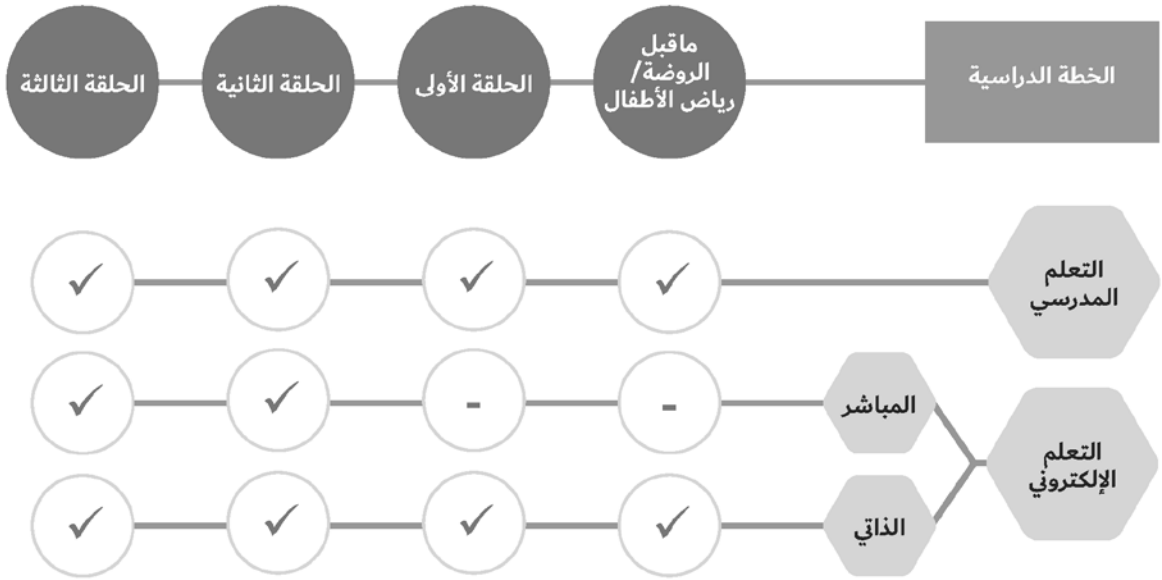 الخطة الدراسية
ماقبل
الروضة/
رياض الأطفال
الحلقة الأولى
الحلقة الثانية
الحلقة الثالثة
التعلم
المدرسي
✓ ✓ ✓ ✓
التعلم
الإلكتروني
المباشر
- - ✓ ✓
الذاتي
✓ ✓ ✓ ✓